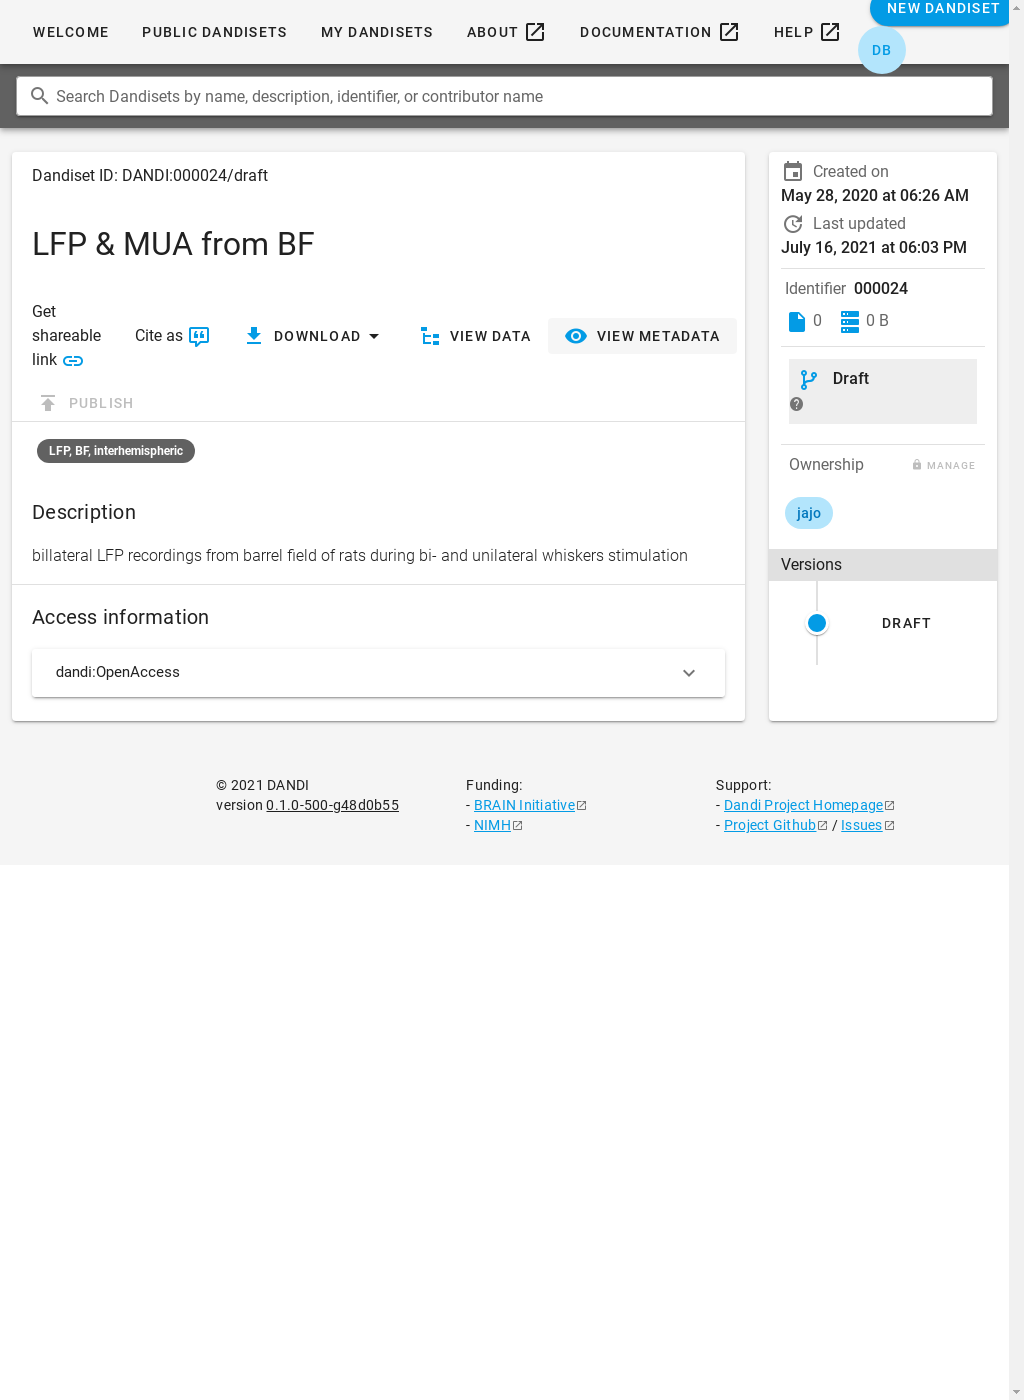 WELCOME PUBLIC DANDISETS MY DANDISETS ABOUT DOCUMENTATION HELP NEW DANDISET
DB
Search Dandisets by name, description, identifier, or contributor name
Dandiset ID: DANDI:000024/draft
LFP & MUA from BF
Get shareable link
Cite as
DOWNLOAD
VIEW DATA
VIEW METADATA
PUBLISH
LFP, BF, interhemispheric
Description
billateral LFP recordings from barrel field of rats during bi- and unilateral whiskers stimulation
Access information
dandi:OpenAccess
Created on
May 28, 2020 at 06:26 AM
Last updated
July 16, 2021 at 06:03 PM
Identifier 000024
0 0 B
Draft
Ownership MANAGE
jajo
Versions
DRAFT
© 2021 DANDI
version 0.1.0-500-g48d0b55
Funding:
- BRAIN Initiative
- NIMH
Support:
- Dandi Project Homepage
- Project Github / Issues